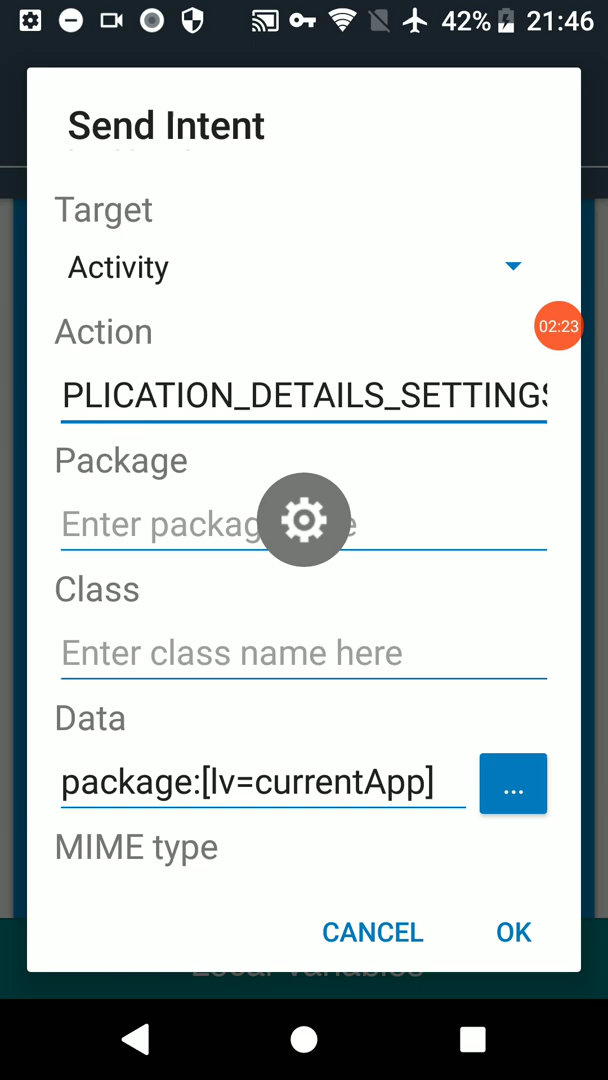 42% 21:46
Send Intent
Target
Activity
Action
02:23
PLICATION_DETAILS_SETTINGS
Package
Enter
Class
Enter class name here
Data
package:[lv=currentApp] ...
MIME type
CANCEL OK